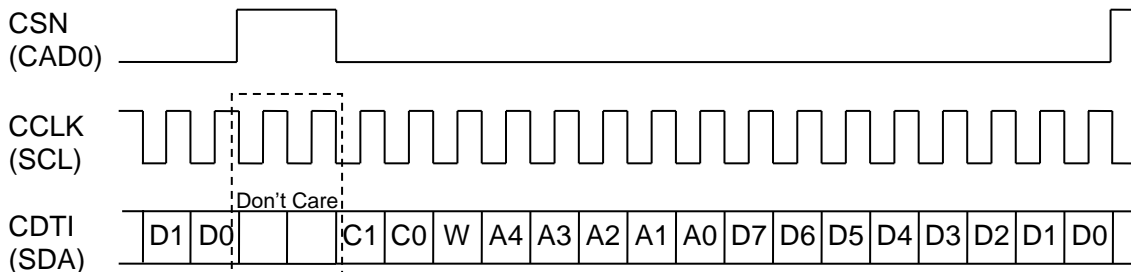 CSN
(CAD0)
CCLK
(SCL)
Don't Care
CDTI
(SDA)
D1 D0 C1 C0 W A4 A3 A2 A1 A0 D7 D6 D5 D4 D3 D2 D1 D0